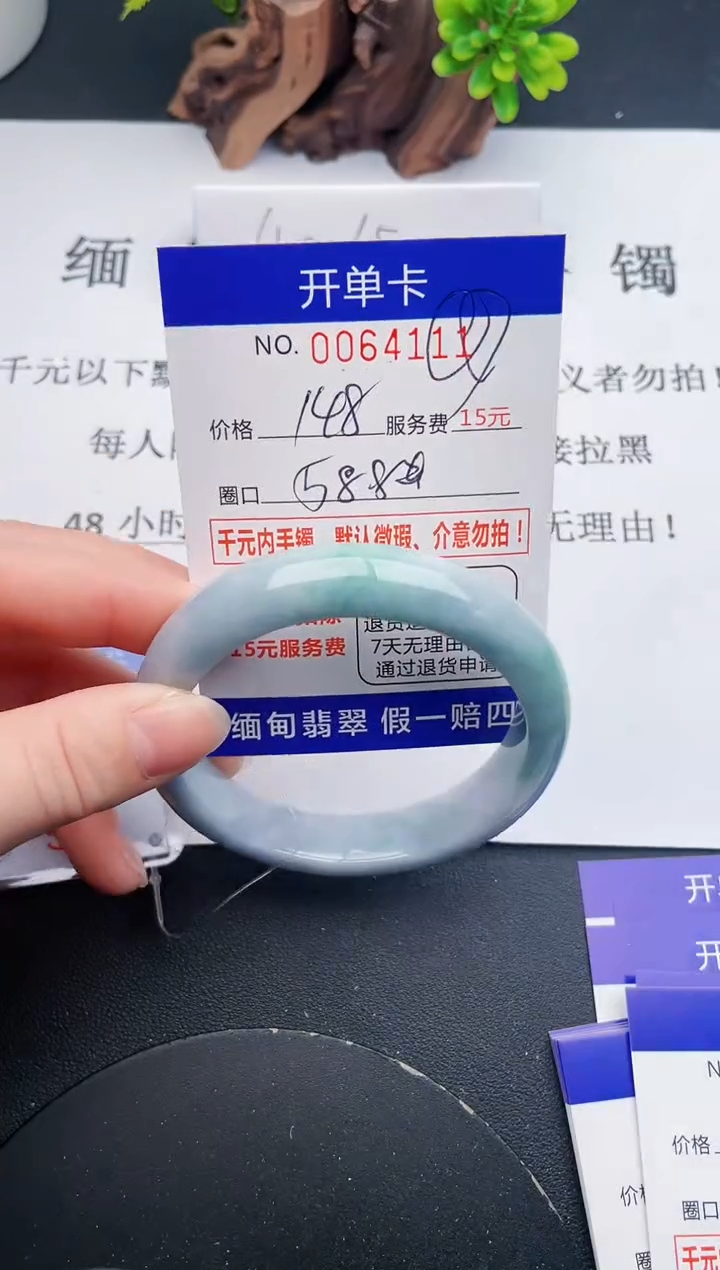 缅
镯
开单卡
NO. 0064111
千元以下
义者勿拍！
价格 148 服务费 15元
每人
接拉黑
圈口 588
48 小时
无理由！
千元内手镯、默认微瑕、介意勿拍！
15元服务费
7天无理由
通过退货申请
缅甸翡翠 假一赔四
开
开
价格
圈口
千元